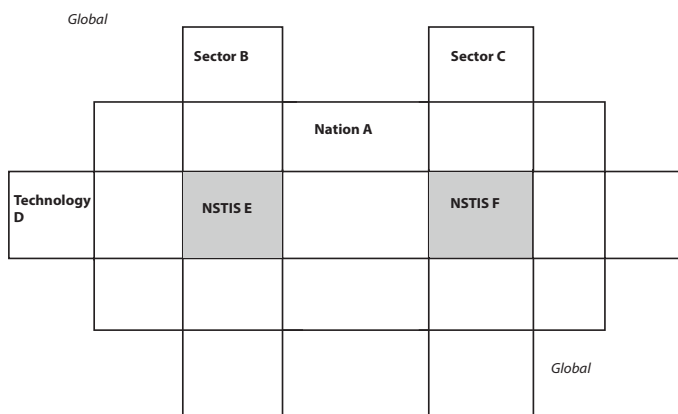 Global
Sector B
Sector C
Nation A
Technology
D
NSTIS E
NSTIS F
Global